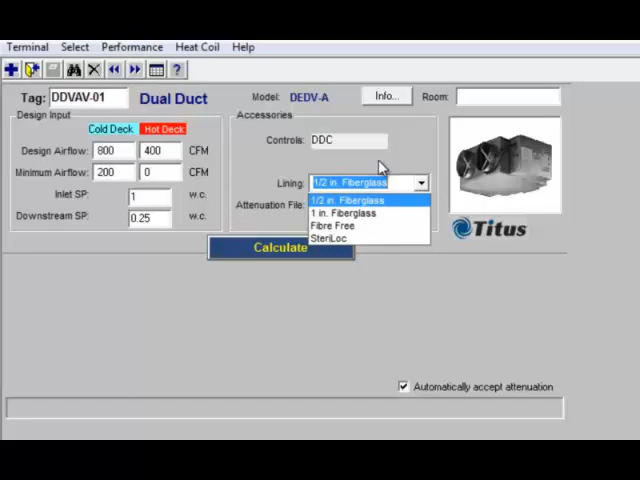 Terminal Select Performance Heat Coil Help
Tag: DDVAV-01 Dual Duct Model: DEDV-A Info... Room:
Design Input Accessories
Cold Deck Hot Deck
Controls: DDC
Design Airflow: 800 400 CFM
Minimum Airflow: 200 0 CFM
Lining: 1/2 in. Fiberglass
Inlet SP: 1 w.c.
1/2 in. Fiberglass
Attenuation File:
1 in. Fiberglass
Downstream SP: 0.25 w.c.
Fibre Free
SteriLoc
Titus
Calculate
Automatically accept attenuation